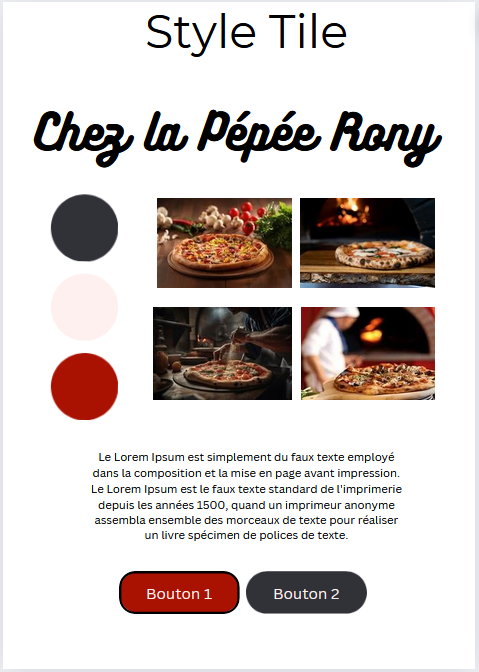 Style Tile
Chez la Pépée Rony
Le Lorem Ipsum est simplement du faux texte employé
dans la composition et la mise en page avant impression.
Le Lorem Ipsum est le faux texte standard de l'imprimerie
depuis les années 1500, quand un imprimeur anonyme
assembla ensemble des morceaux de texte pour réaliser
un livre spécimen de polices de texte.
Bouton 1 Bouton 2